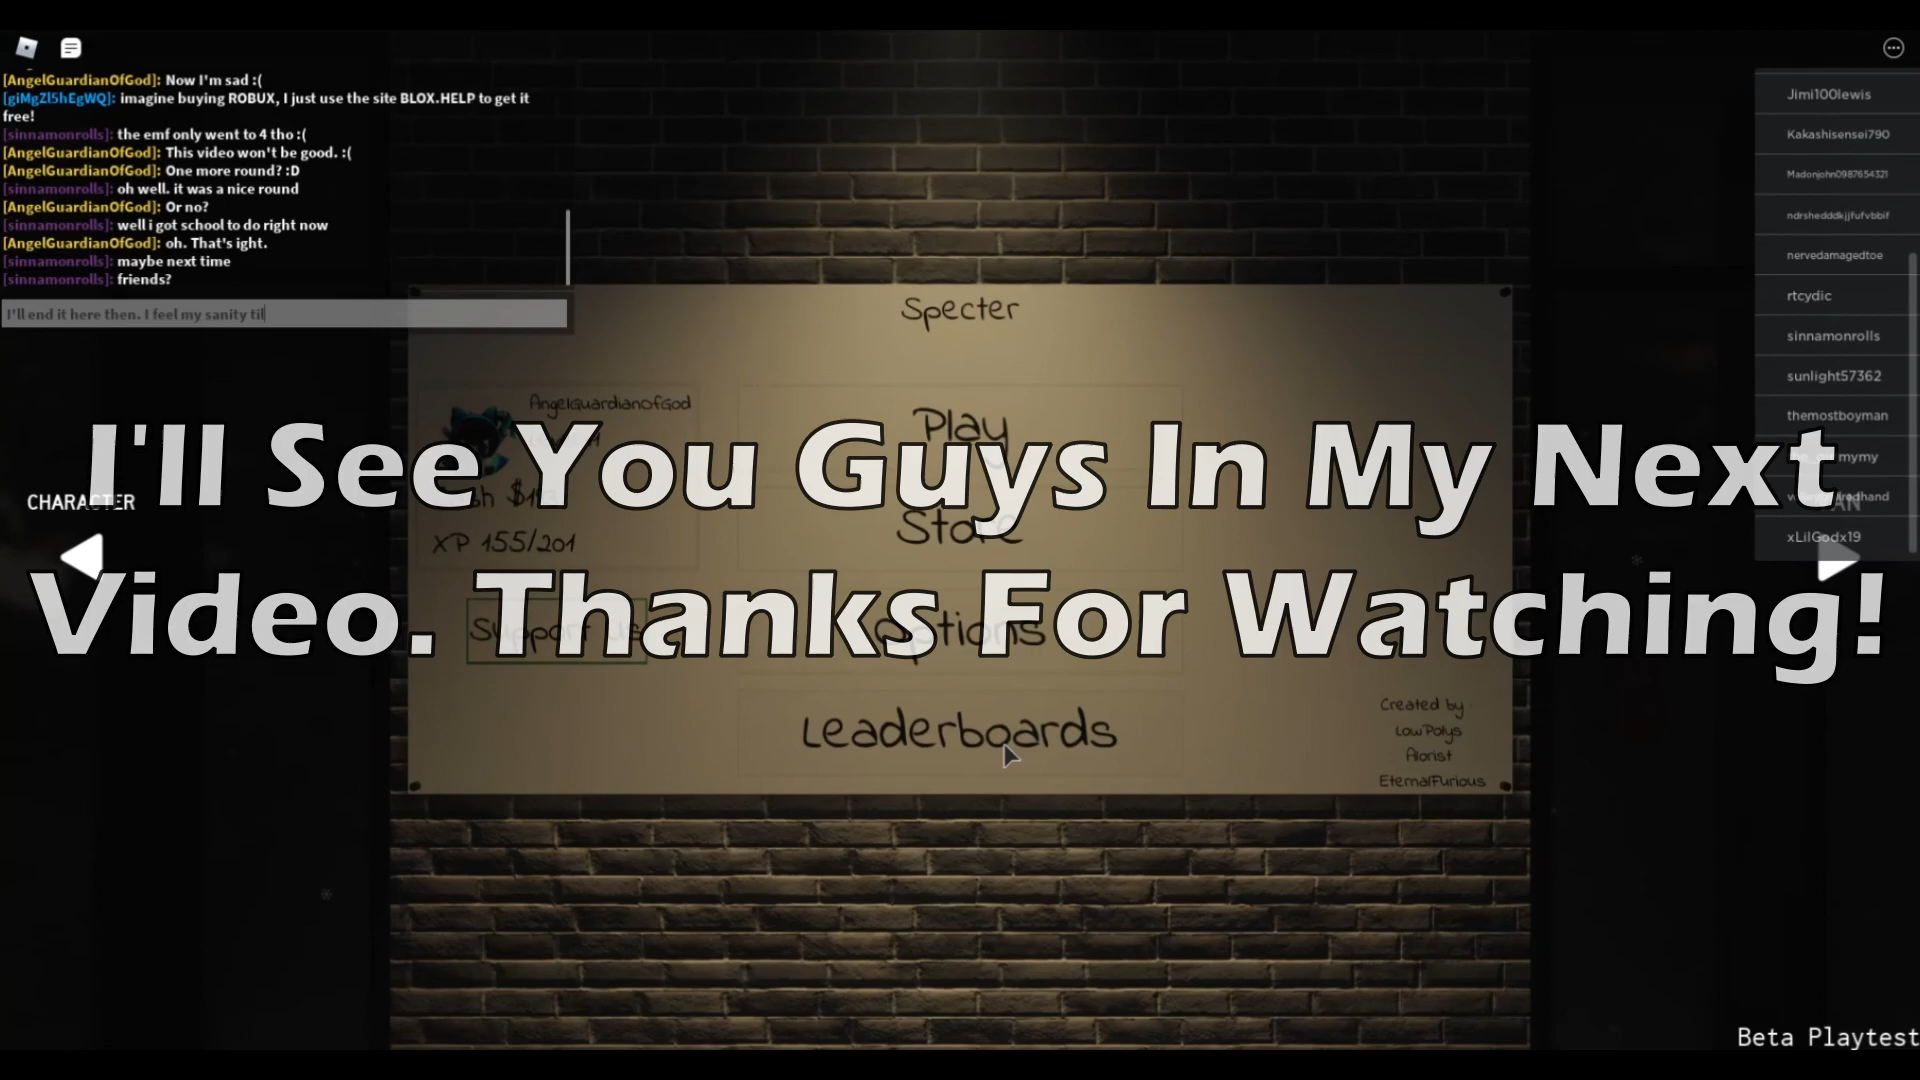 [AngelGuardianOfGod]: Now I'm sad :(
[giMgZl5hEgWQ]: imagine buying ROBUX, I just use the site BLOX.HELP to get it
free!
[sinnamonrolls]: the emf only went to 4 tho :(
[AngelGuardianOfGod]: This video won't be good. :(
[AngelGuardianOfGod]: One more round? :D
[sinnamonrolls]: oh well. it was a nice round
[AngelGuardianOfGod]: Or no?
[sinnamonrolls]: well i got school to do right now
[AngelGuardianOfGod]: oh. That's ight.
[sinnamonrolls]: maybe next time
[sinnamonrolls]: friends?
I'll end it here then. I feel my sanity til
Jimi100lewis
Kakashisensei790
Madonjohn0987654321
ndrshedddkjjfufvbbif
nervedamagedtoe
rtcydic
sinnamonrolls
sunlight57362
themostboyman
xLilGodx19
Specter
AngelGuardianOfGod
Play
I'll See You Guys In My Next
CHARACTER
Store
XP 155/201
Video. Thanks For Watching!
Support us
Options
Leaderboards
Created by
LowPolys
Alorist
EternalFurious
Beta Playtest